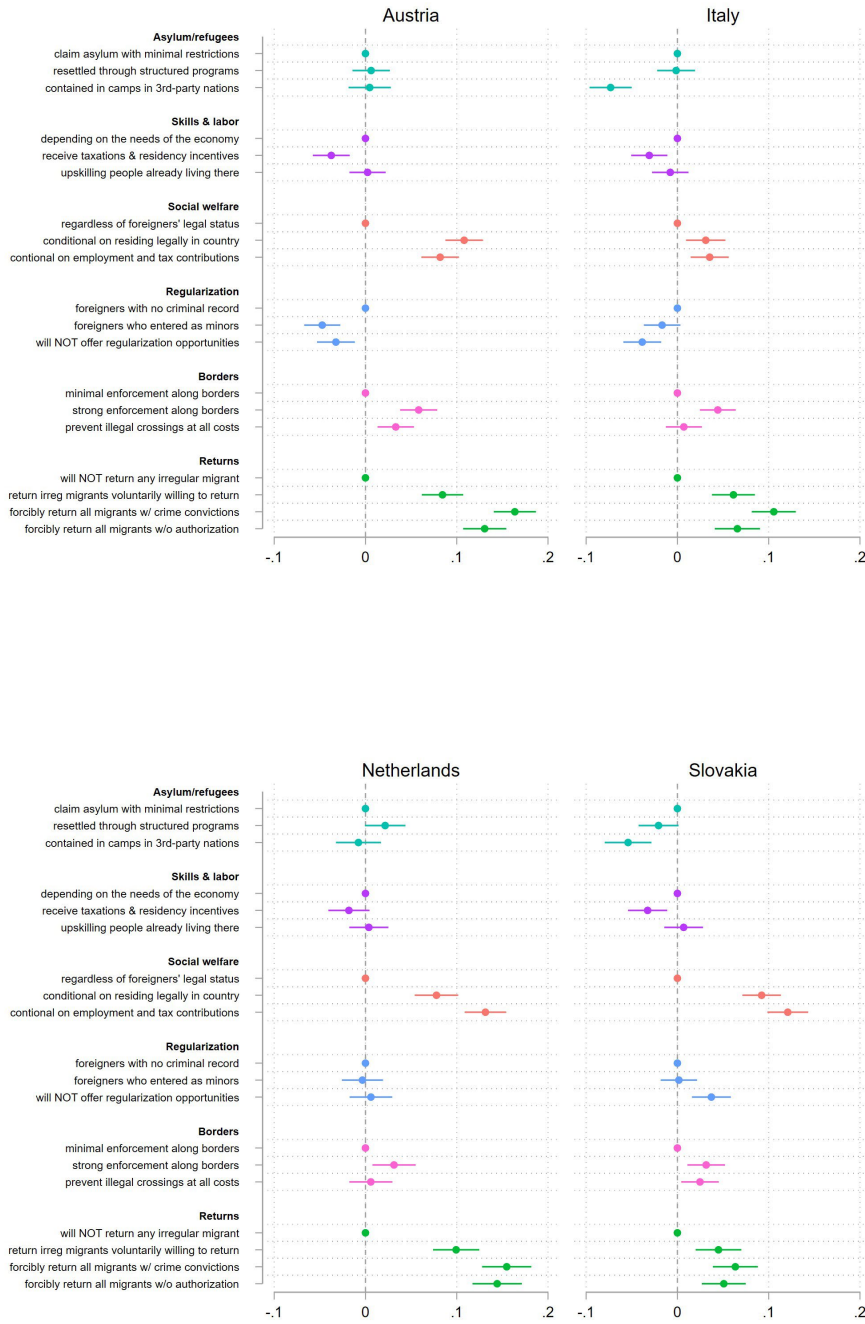 Austria
Italy
Asylum/refugees
claim asylum with minimal restrictions
resettled through structured programs
contained in camps in 3rd-party nations
Skills & labor
depending on the needs of the economy
receive taxations & residency incentives
upskilling people already living there
Social welfare
regardless of foreigners' legal status
conditional on residing legally in country
contional on employment and tax contributions
Regularization
foreigners with no criminal record
foreigners who entered as minors
will NOT offer regularization opportunities
Borders
minimal enforcement along borders
strong enforcement along borders
prevent illegal crossings at all costs
Returns
will NOT return any irregular migrant
return irreg migrants voluntarily willing to return
forcibly return all migrants w/ crime convictions
forcibly return all migrants w/o authorization
-.1 0 .1 .2
-.1 0 .1 .2
Netherlands
Slovakia
Asylum/refugees
claim asylum with minimal restrictions
resettled through structured programs
contained in camps in 3rd-party nations
Skills & labor
depending on the needs of the economy
receive taxations & residency incentives
upskilling people already living there
Social welfare
regardless of foreigners' legal status
conditional on residing legally in country
contional on employment and tax contributions
Regularization
foreigners with no criminal record
foreigners who entered as minors
will NOT offer regularization opportunities
Borders
minimal enforcement along borders
strong enforcement along borders
prevent illegal crossings at all costs
Returns
will NOT return any irregular migrant
return irreg migrants voluntarily willing to return
forcibly return all migrants w/ crime convictions
forcibly return all migrants w/o authorization
-.1 0 .1 .2
-.1 0 .1 .2